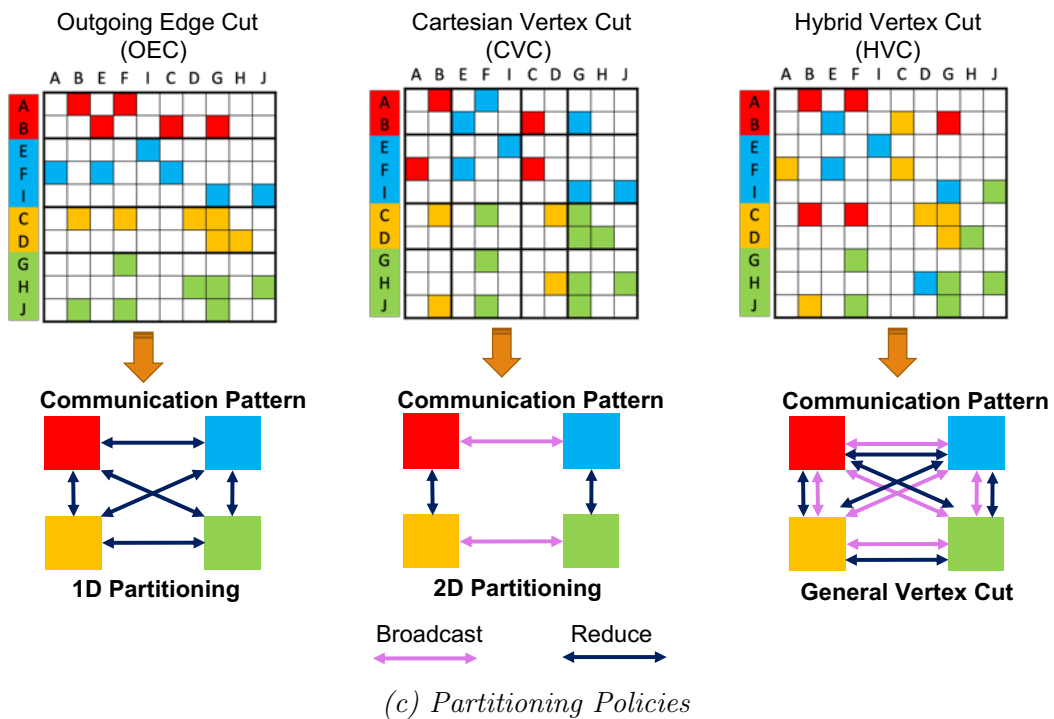 Outgoing Edge Cut
(OEC)
Cartesian Vertex Cut
(CVC)
Hybrid Vertex Cut
(HVC)
A B E F I C D G H J
A
B
E
F
I
C
D
G
H
J
A B E F I C D G H J
A
B
E
F
I
C
D
G
H
J
A B E F I C D G H J
A
B
E
F
I
C
D
G
H
J
Communication Pattern
Communication Pattern
Communication Pattern
1D Partitioning
2D Partitioning
General Vertex Cut
Broadcast
Reduce
(c) Partitioning Policies